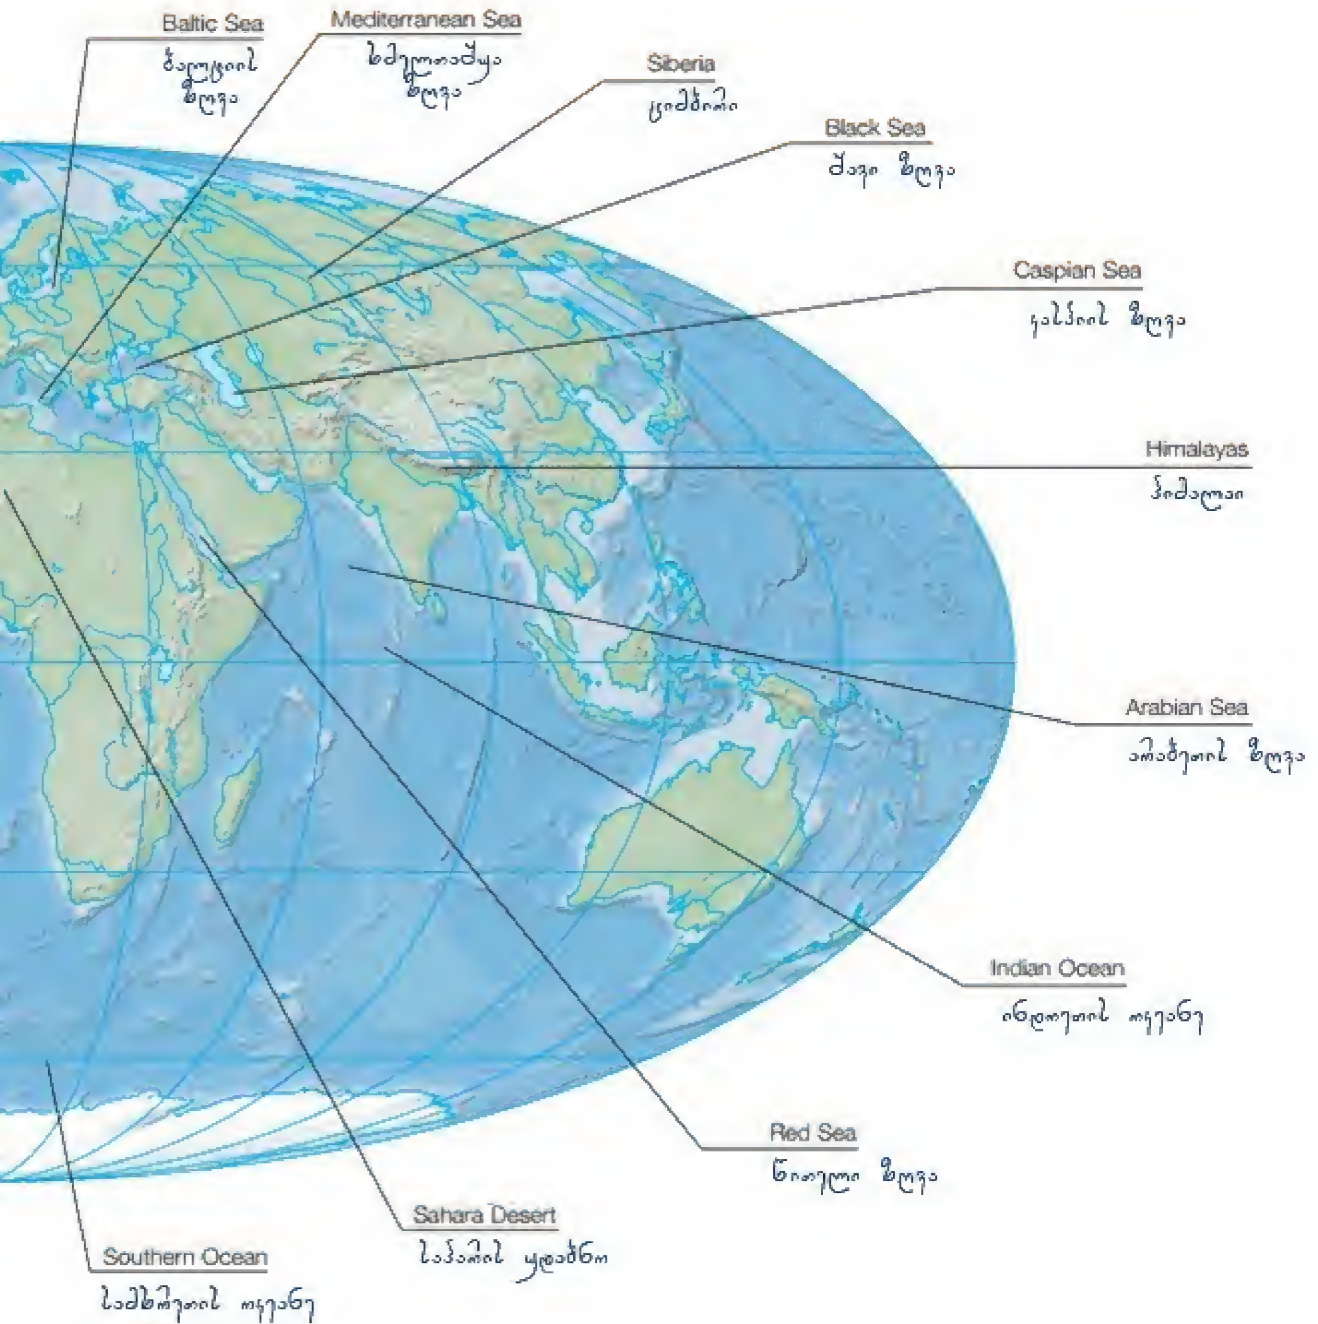 Baltic Sea
ბალტიის
ზღვა
Mediterranean Sea
ხმელთაშუა
ზღვა
Siberia
ციმბირი
Black Sea
შავი ზღვა
Caspian Sea
კასპიის ზღვა
Himalayas
ჰიმალაი
Arabian Sea
არაბეთის ზღვა
Indian Ocean
ინდოეთის ოკეანე
Red Sea
წითელი ზღვა
Sahara Desert
საჰარის უდაბნო
Southern Ocean
სამხრეთის ოკეანე